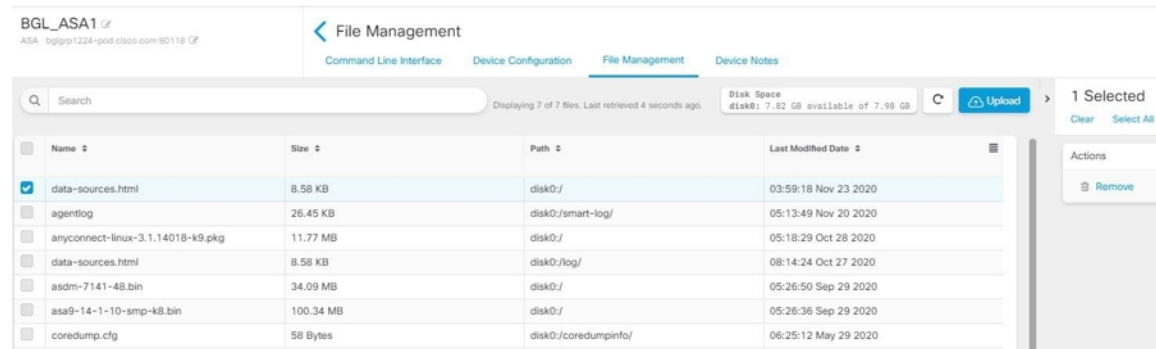 BGL_ASA1
ASA bglgrp1224-pod.cisco.com:60118
File Management
Command Line Interface Device Configuration File Management Device Notes
Search
Displaying 7 of 7 files. Last retrieved 4 seconds ago.
Disk Space
disk0: 7.82 GB available of 7.98 GB
Upload
1 Selected
Clear Select All
Name Size Path Last Modified Date
Actions
data-sources.html 8.58 KB disk0:/ 03:59:18 Nov 23 2020
Remove
agentlog 26.45 KB disk0:/smart-log/ 05:13:49 Nov 20 2020
anyconnect-linux-3.1.14018-k9.pkg 11.77 MB disk0:/ 05:18:29 Oct 28 2020
data-sources.html 8.58 KB disk0:/log/ 08:14:24 Oct 27 2020
asdm-7141-48.bin 34.09 MB disk0:/ 05:26:50 Sep 29 2020
asa9-14-1-10-smp-k8.bin 100.34 MB disk0:/ 05:26:36 Sep 29 2020
coredump.cfg 58 Bytes disk0:/coredumpinfo/ 06:25:12 May 29 2020